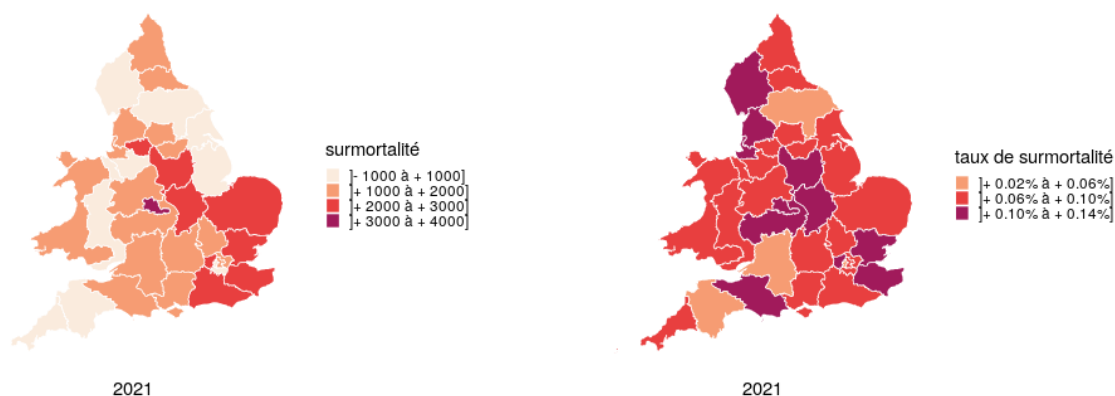 surmortalité
]- 1000 à + 1000]
]+ 1000 à + 2000]
]+ 2000 à + 3000]
]+ 3000 à + 4000]
2021
taux de surmortalité
]+ 0.02% à + 0.06%]
]+ 0.06% à + 0.10%]
]+ 0.10% à + 0.14%]
2021